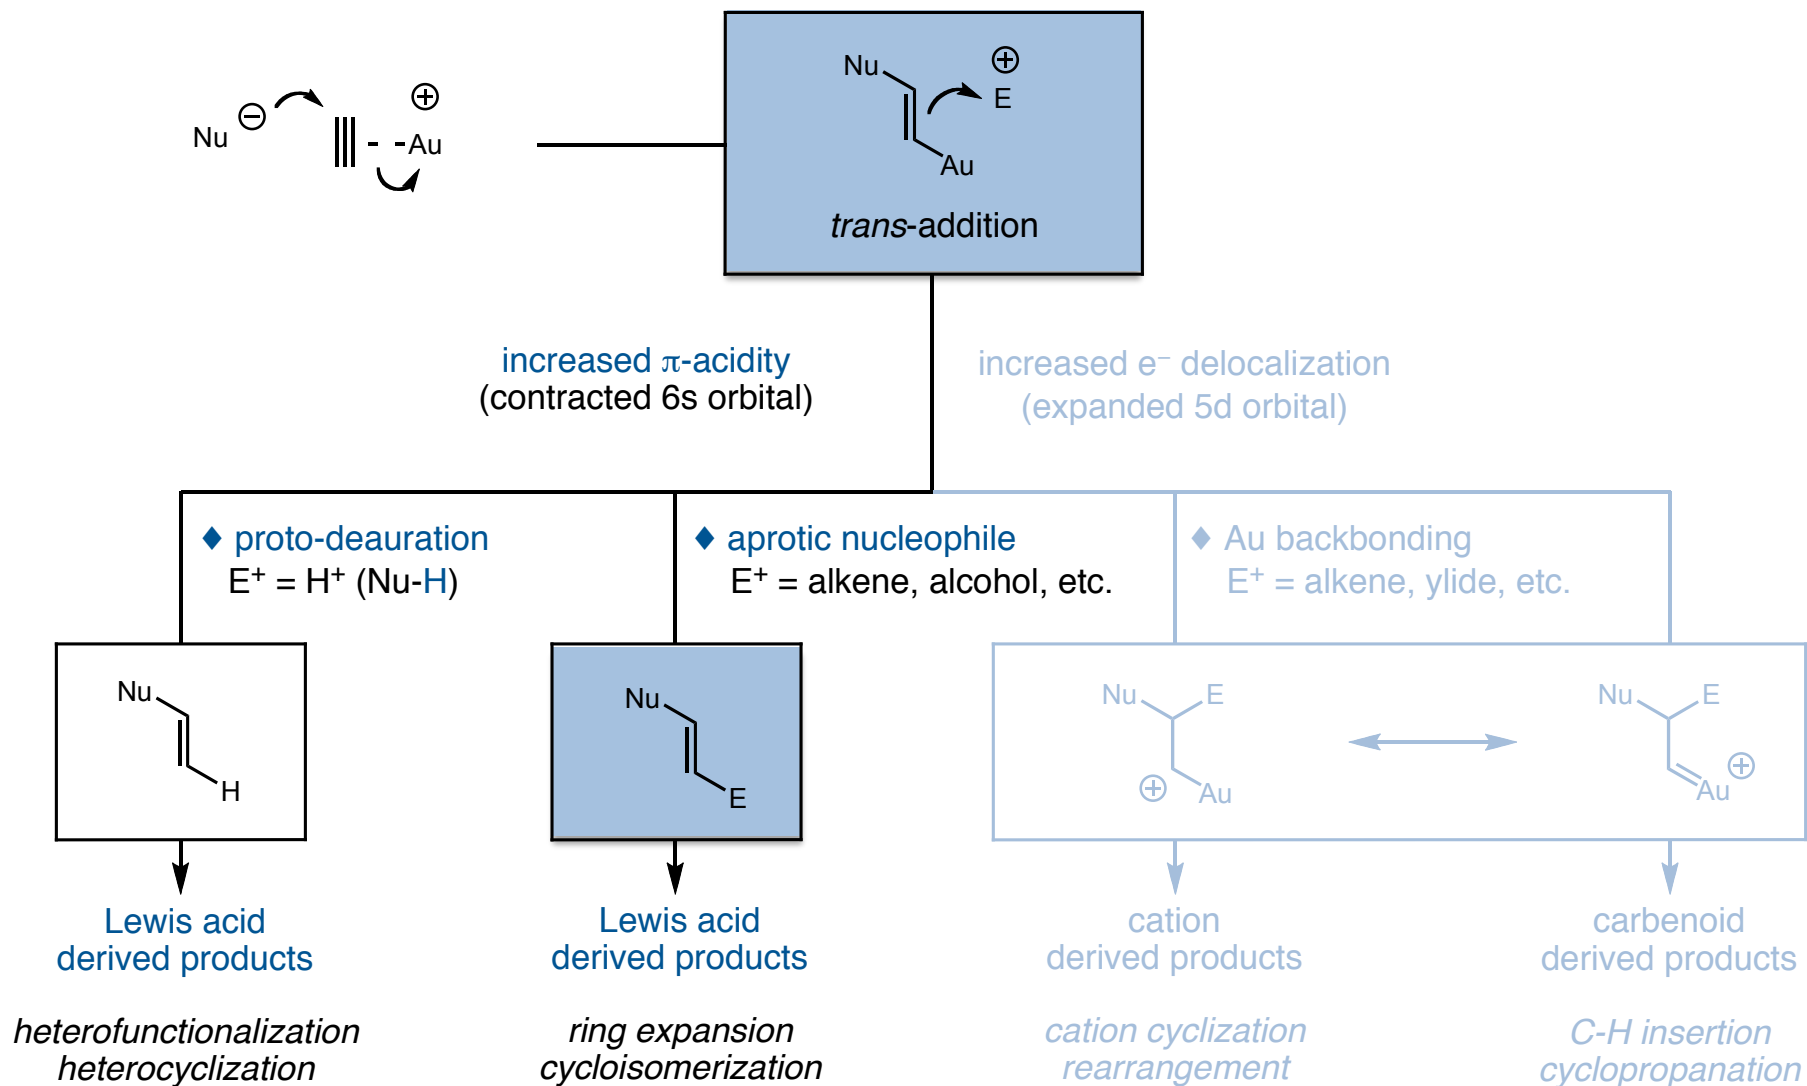 Nu ⊖
⊕
Au
Nu
⊕
E
Au
trans-addition
increased π-acidity
(contracted 6s orbital)
increased e⁻ delocalization
(expanded 5d orbital)
♦ proto-deauration
E⁺ = H⁺ (Nu-H)
♦ aprotic nucleophile
E⁺ = alkene, alcohol, etc.
♦ Au backbonding
E⁺ = alkene, ylide, etc.
Nu
H
Nu
E
Nu E
⊕ Au
Nu E
Au ⊕
Lewis acid
derived products
Lewis acid
derived products
cation
derived products
carbenoid
derived products
heterofunctionalization
heterocyclization
ring expansion
cycloisomerization
cation cyclization
rearrangement
C-H insertion
cyclopropanation